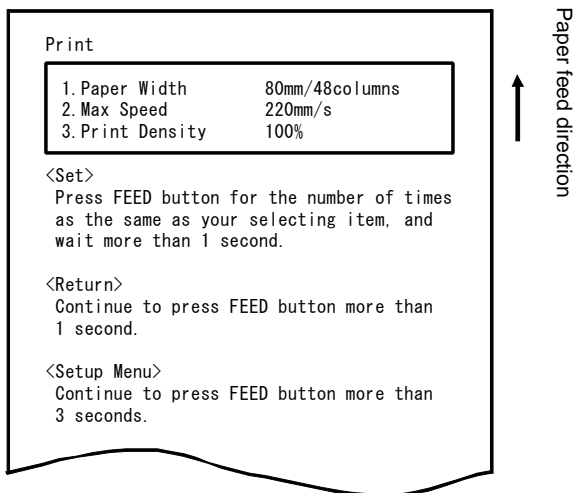 Print
1. Paper Width 80mm/48columns
2. Max Speed 220mm/s
3. Print Density 100%
<Set>
Press FEED button for the number of times
as the same as your selecting item, and
wait more than 1 second.
<Return>
Continue to press FEED button more than
1 second.
<Setup Menu>
Continue to press FEED button more than
3 seconds.
Paper feed direction